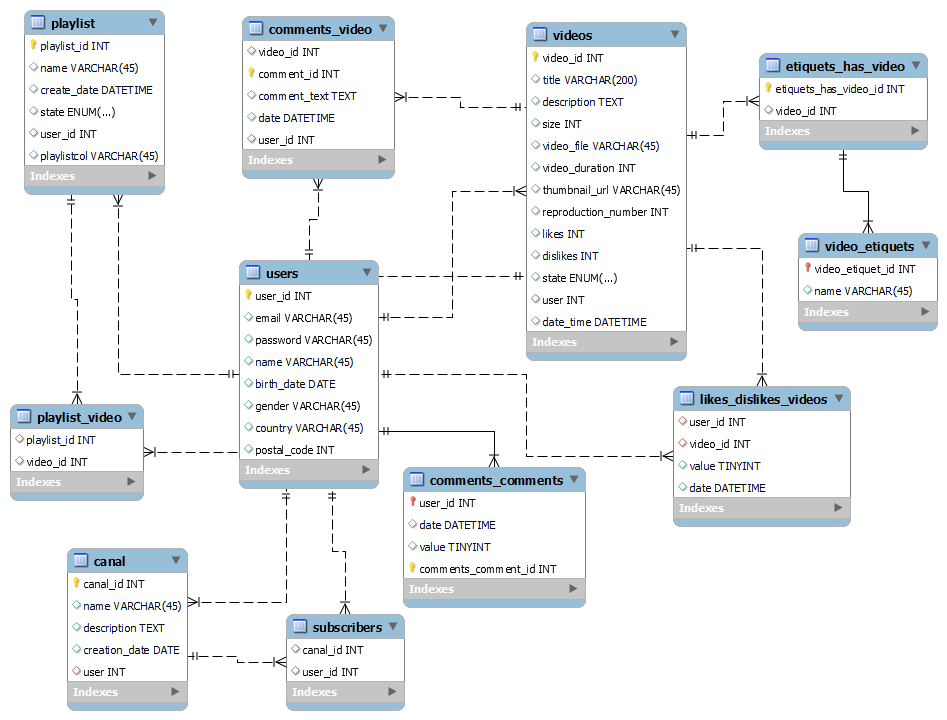 playlist
playlist_id INT
name VARCHAR(45)
create_date DATETIME
state ENUM(...)
user_id INT
playlistcol VARCHAR(45)
Indexes
comments_video
video_id INT
comment_id INT
comment_text TEXT
date DATETIME
user_id INT
Indexes
videos
video_id INT
title VARCHAR(200)
description TEXT
size INT
video_file VARCHAR(45)
video_duration INT
thumbnail_url VARCHAR(45)
reproduction_number INT
likes INT
dislikes INT
state ENUM(...)
user INT
date_time DATETIME
Indexes
etiquets_has_video
etiquets_has_video_id INT
video_id INT
Indexes
video_etiquets
video_etiquet_id INT
name VARCHAR(45)
Indexes
users
user_id INT
email VARCHAR(45)
password VARCHAR(45)
name VARCHAR(45)
birth_date DATE
gender VARCHAR(45)
country VARCHAR(45)
postal_code INT
Indexes
likes_dislikes_videos
user_id INT
video_id INT
value TINYINT
date DATETIME
Indexes
playlist_video
playlist_id INT
video_id INT
Indexes
comments_comments
user_id INT
date DATETIME
value TINYINT
comments_comment_id INT
Indexes
canal
canal_id INT
name VARCHAR(45)
description TEXT
creation_date DATE
user INT
Indexes
subscribers
canal_id INT
user_id INT
Indexes